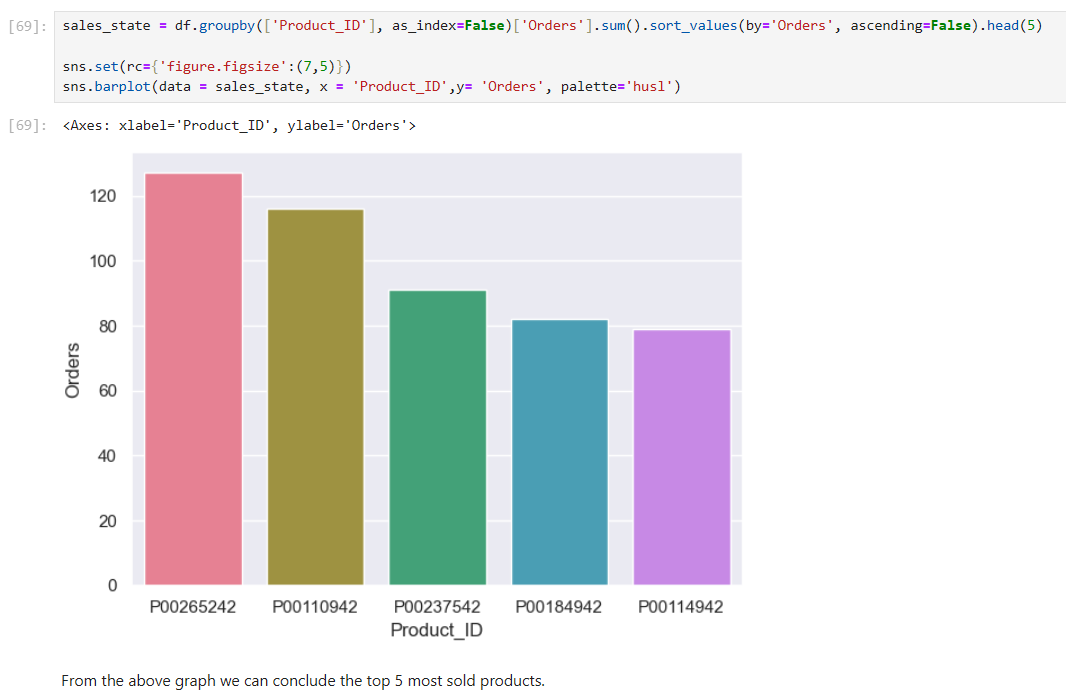 [69]: sales_state = df.groupby(['Product_ID'], as_index=False)['Orders'].sum().sort_values(by='Orders', ascending=False).head(5)
sns.set(rc={'figure.figsize':(7,5)})
sns.barplot(data = sales_state, x = 'Product_ID',y= 'Orders', palette='husl')
[69]: <Axes: xlabel='Product_ID', ylabel='Orders'>
120
100
80
60
40
20
0
Orders
P00265242 P00110942 P00237542 P00184942 P00114942
Product_ID
From the above graph we can conclude the top 5 most sold products.